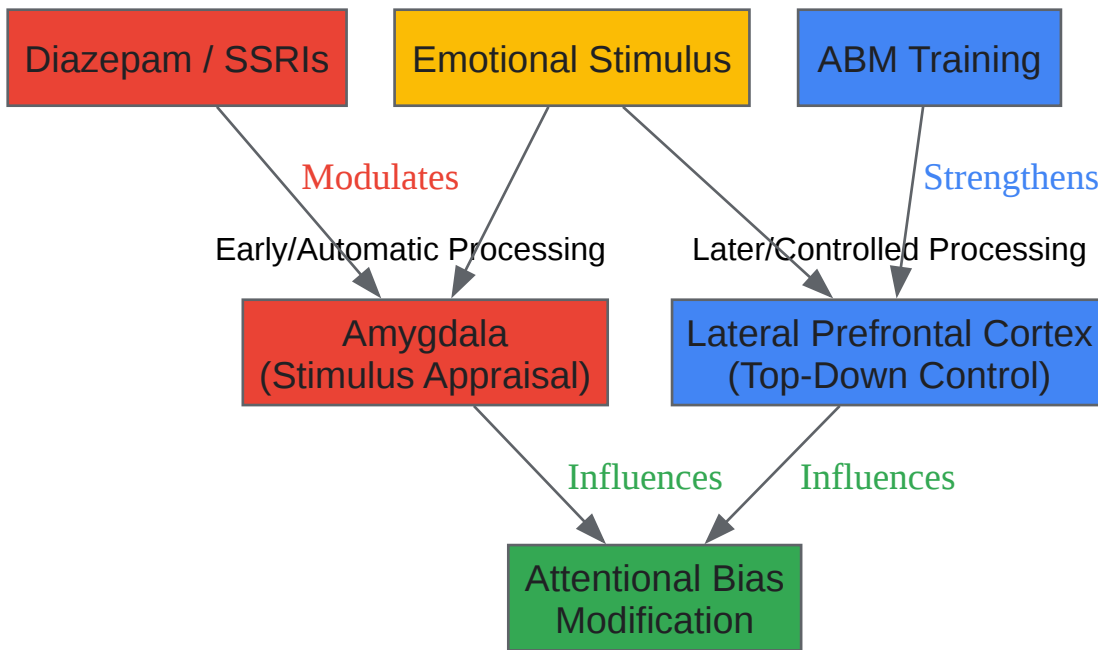 Diazepam / SSRIs
Emotional Stimulus
ABM Training
Modulates
Strengthens
Early/Automatic Processing
Later/Controlled Processing
Amygdala
(Stimulus Appraisal)
Lateral Prefrontal Cortex
(Top-Down Control)
Influences
Influences
Attentional Bias
Modification